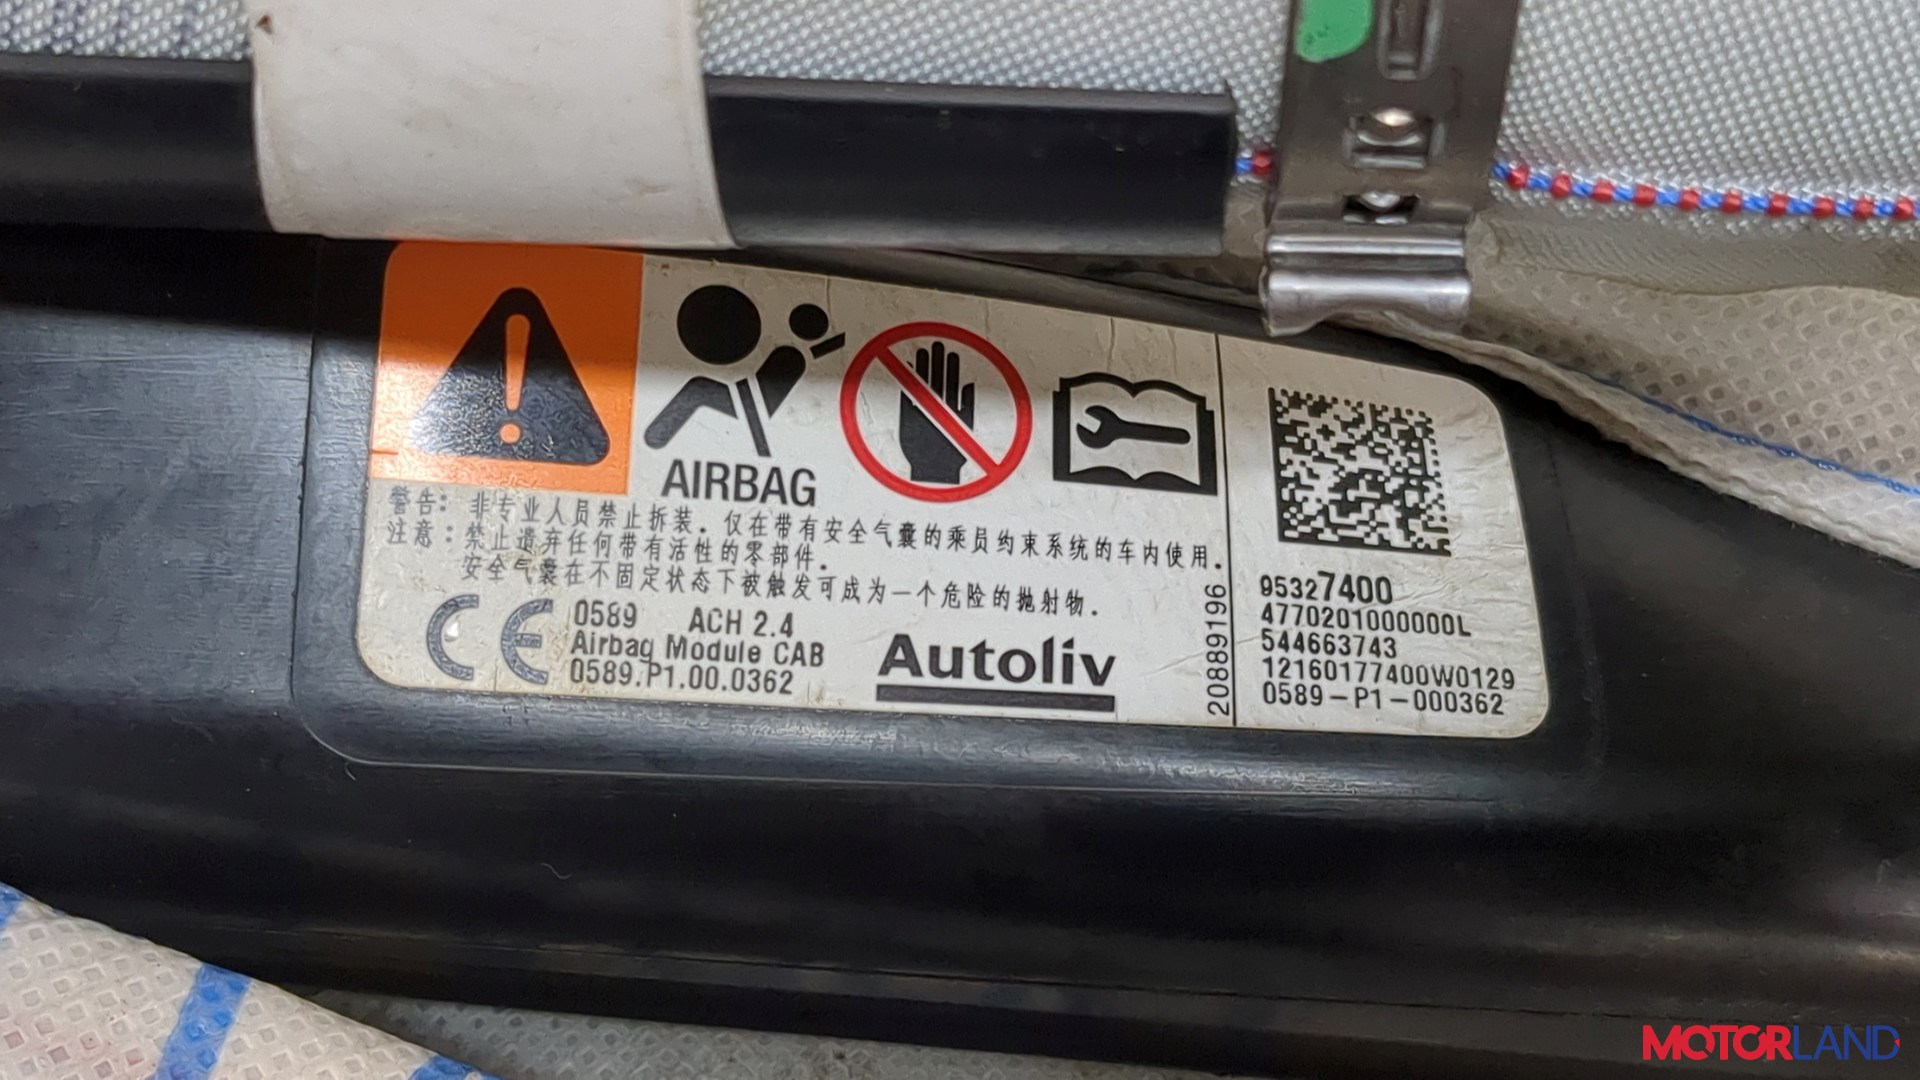 AIRBAG
警告: 非专业人员禁止拆装. 仅在带有安全气囊的乘员约束系统的车内使用.
注意: 禁止遗弃任何带有活性的零部件.
安全气囊在不固定状态下被触发可成为一个危险的抛射物.
CE
0589 ACH 2.4
Airbag Module CAB
0589.P1.00.0362
Autoliv
20889196
95327400
4770201000000L
544663743
12160177400W0129
0589-P1-000362
MOTORLAND